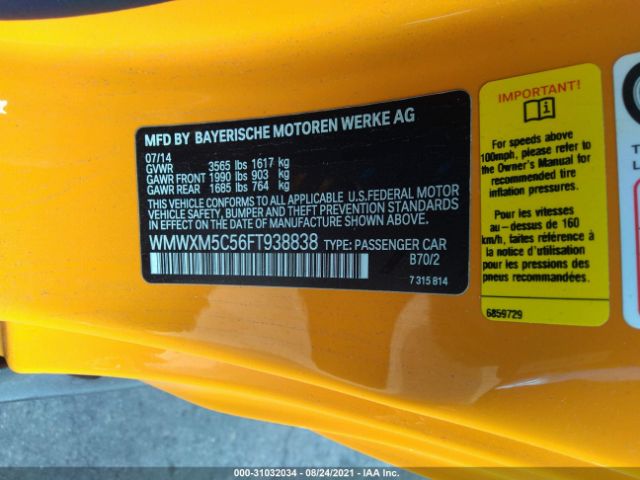 MFD BY BAYERISCHE MOTOREN WERKE AG
07/14
GVWR 3565 lbs 1617 kg
GAWR FRONT 1990 lbs 903 kg
GAWR REAR 1685 lbs 764 kg
THIS VEHICLE CONFORMS TO ALL APPLICABLE U.S.FEDERAL MOTOR
VEHICLE SAFETY, BUMPER AND THEFT PREVENTION STANDARDS
IN EFFECT ON THE DATE OF MANUFACTURE SHOWN ABOVE.
WMWXM5C56FT938838 TYPE: PASSENGER CAR
B70/2
7 315 814
IMPORTANT!
For speeds above
100mph, please refer to
the Owner's Manual for
recommended tire
inflation pressures.
Pour les vitesses
au-dessus de 160
km/h, référez-vous à
la notice d'utilisation
pour les pressions des
pneus recommandées.
6859729
000-31032034 - 08/24/2021 - IAA Inc.